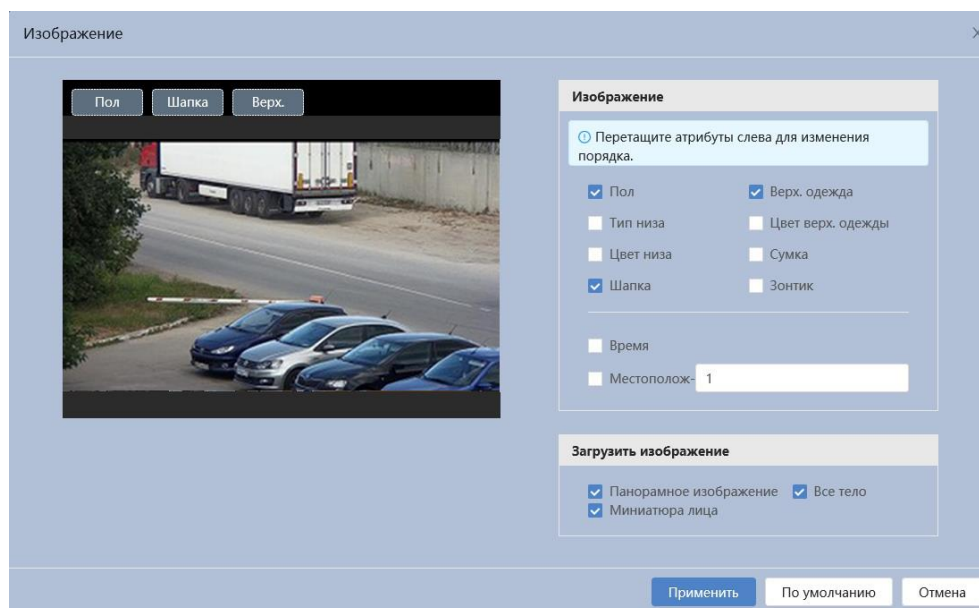 Изображение
Пол Шапка Верх.
Изображение
Перетащите атрибуты слева для изменения
порядка.
Пол Верх. одежда
Тип низа Цвет верх. одежды
Цвет низа Сумка
Шапка Зонтик
Время
Местополож- 1
Загрузить изображение
Панорамное изображение Все тело
Миниатюра лица
Применить По умолчанию Отмена